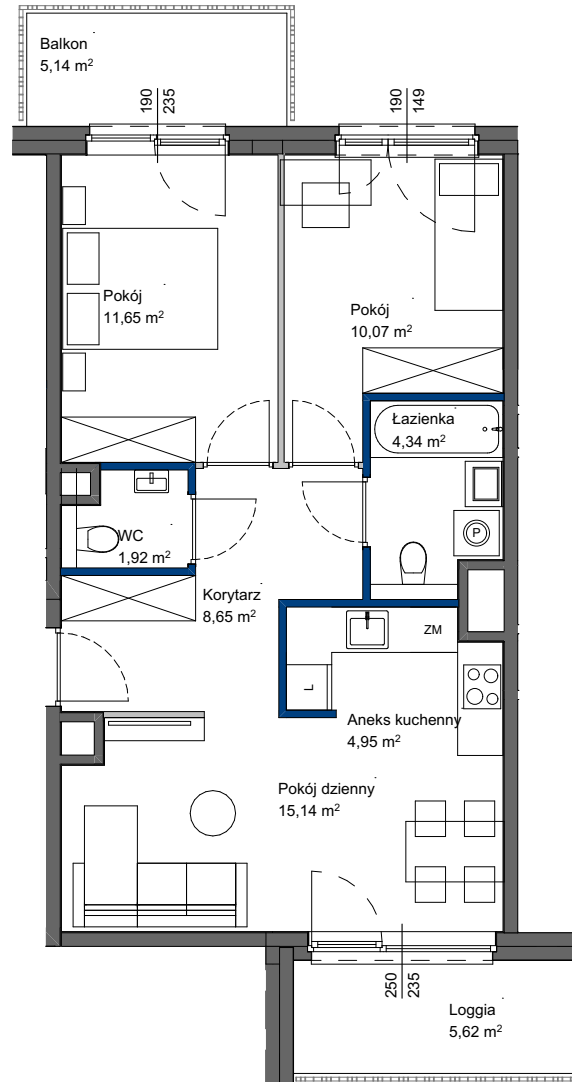 Balkon
5,14 m²
190
235
190
149
Pokój
11,65 m²
Pokój
10,07 m²
Łazienka
4,34 m²
WC
1,92 m²
P
Korytarz
8,65 m²
ZM
L
Aneks kuchenny
4,95 m²
Pokój dzienny
15,14 m²
250
235
Loggia
5,62 m²